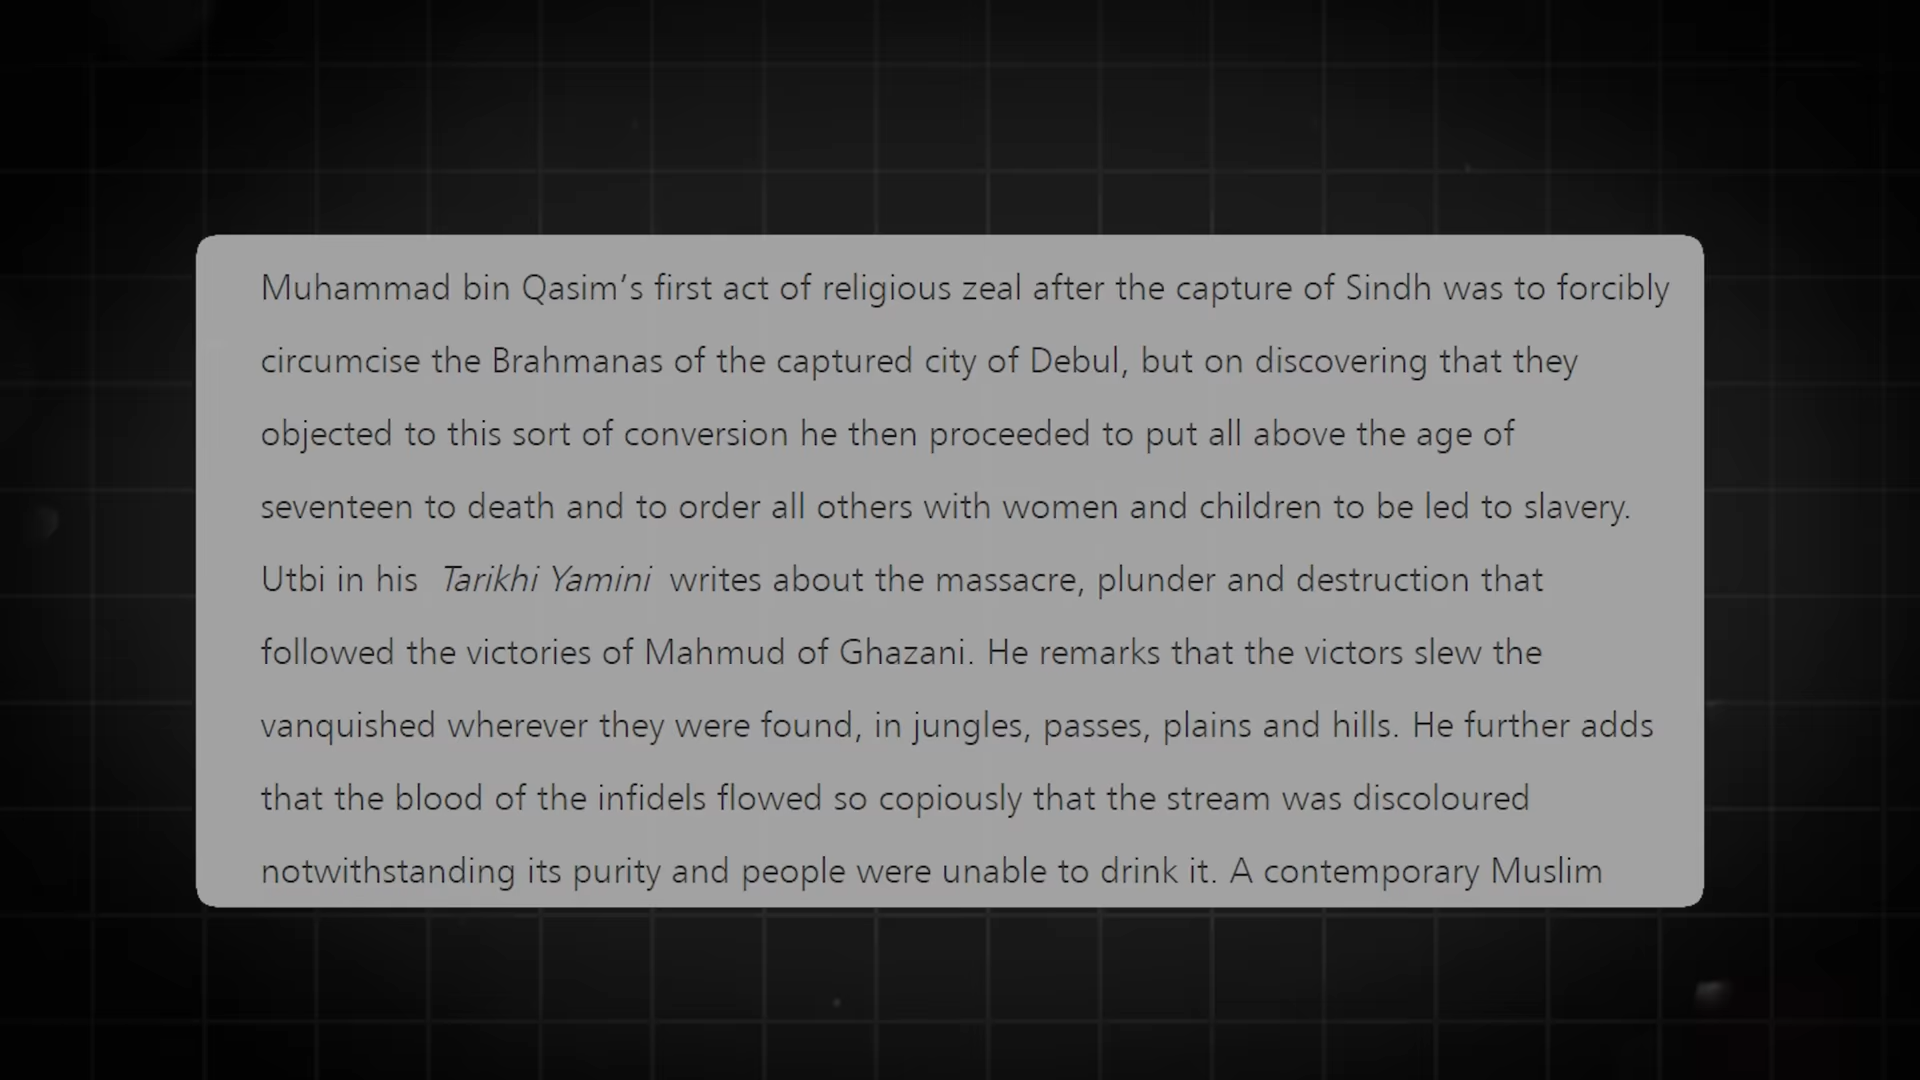 Muhammad bin Qasim’s first act of religious zeal after the capture of Sindh was to forcibly
circumcise the Brahmanas of the captured city of Debul, but on discovering that they
objected to this sort of conversion he then proceeded to put all above the age of
seventeen to death and to order all others with women and children to be led to slavery.
Utbi in his Tarikhi Yamini writes about the massacre, plunder and destruction that
followed the victories of Mahmud of Ghazani. He remarks that the victors slew the
vanquished wherever they were found, in jungles, passes, plains and hills. He further adds
that the blood of the infidels flowed so copiously that the stream was discoloured
notwithstanding its purity and people were unable to drink it. A contemporary Muslim